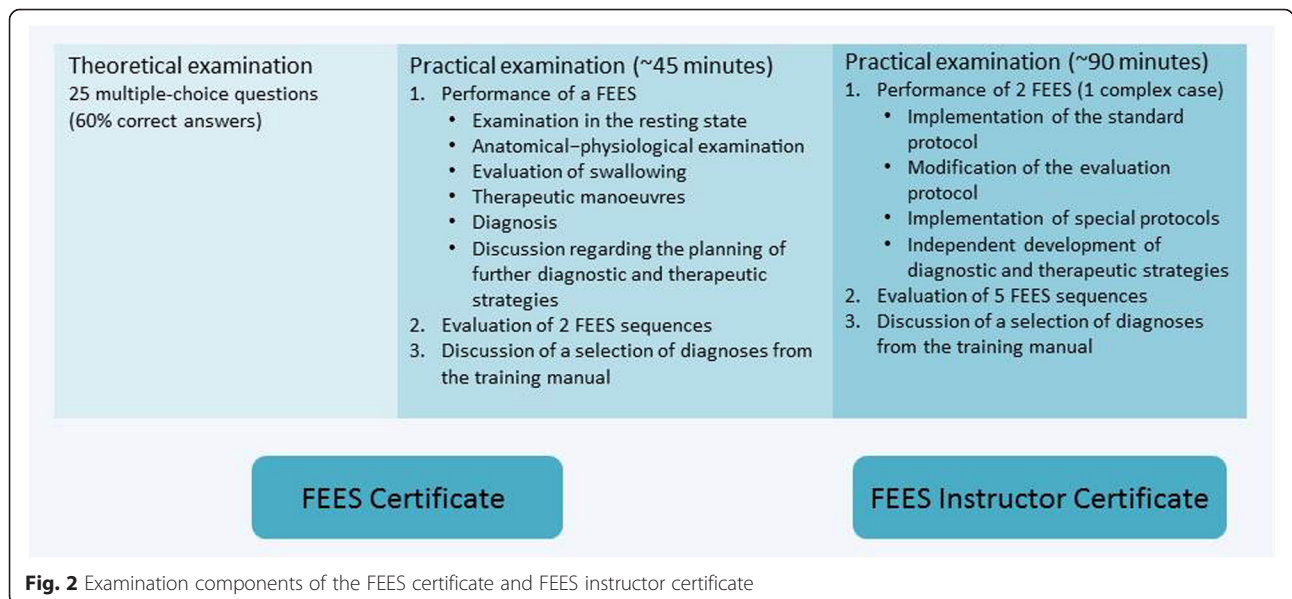 Theoretical examination
25 multiple-choice questions
(60% correct answers)
Practical examination (~45 minutes)
1. Performance of a FEES
• Examination in the resting state
• Anatomical–physiological examination
• Evaluation of swallowing
• Therapeutic manoeuvres
• Diagnosis
• Discussion regarding the planning of
further diagnostic and therapeutic
strategies
2. Evaluation of 2 FEES sequences
3. Discussion of a selection of diagnoses from
the training manual
Practical examination (~90 minutes)
1. Performance of 2 FEES (1 complex case)
• Implementation of the standard
protocol
• Modification of the evaluation
protocol
• Implementation of special protocols
• Independent development of
diagnostic and therapeutic strategies
2. Evaluation of 5 FEES sequences
3. Discussion of a selection of diagnoses
from the training manual
FEES Certificate
FEES Instructor Certificate
Fig. 2 Examination components of the FEES certificate and FEES instructor certificate